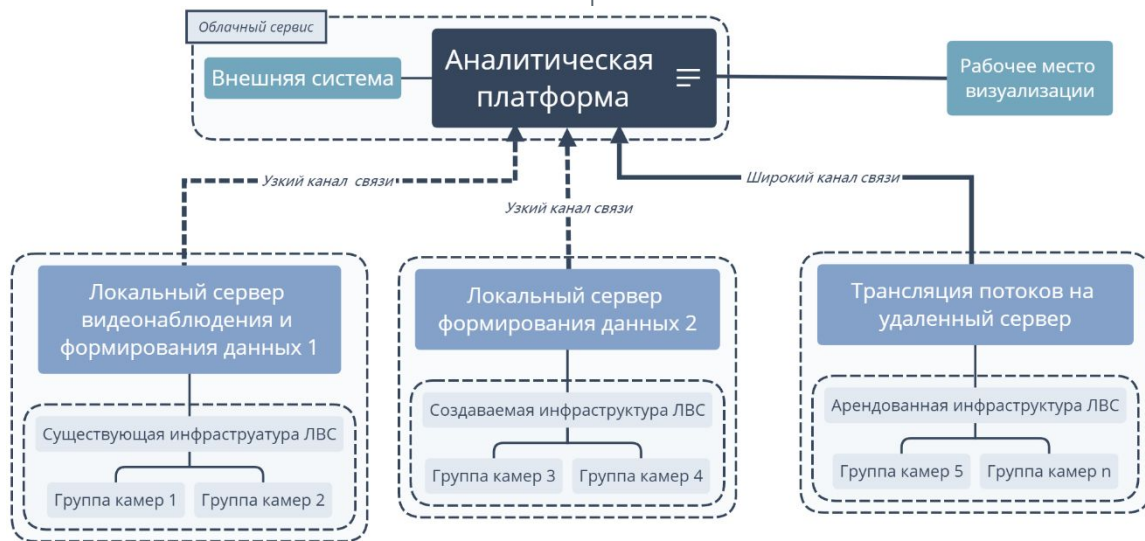 Облачный сервис
Внешняя система
Аналитическая
платформа
Рабочее место
визуализации
Узкий канал связи
Узкий канал связи
Широкий канал связи
Локальный сервер
видеонаблюдения и
формирования данных 1
Локальный сервер
формирования данных 2
Трансляция потоков на
удаленный сервер
Существующая инфраструатура ЛВС
Группа камер 1
Группа камер 2
Создаваемая инфраструктура ЛВС
Группа камер 3
Группа камер 4
Арендованная инфраструктура ЛВС
Группа камер 5
Группа камер n